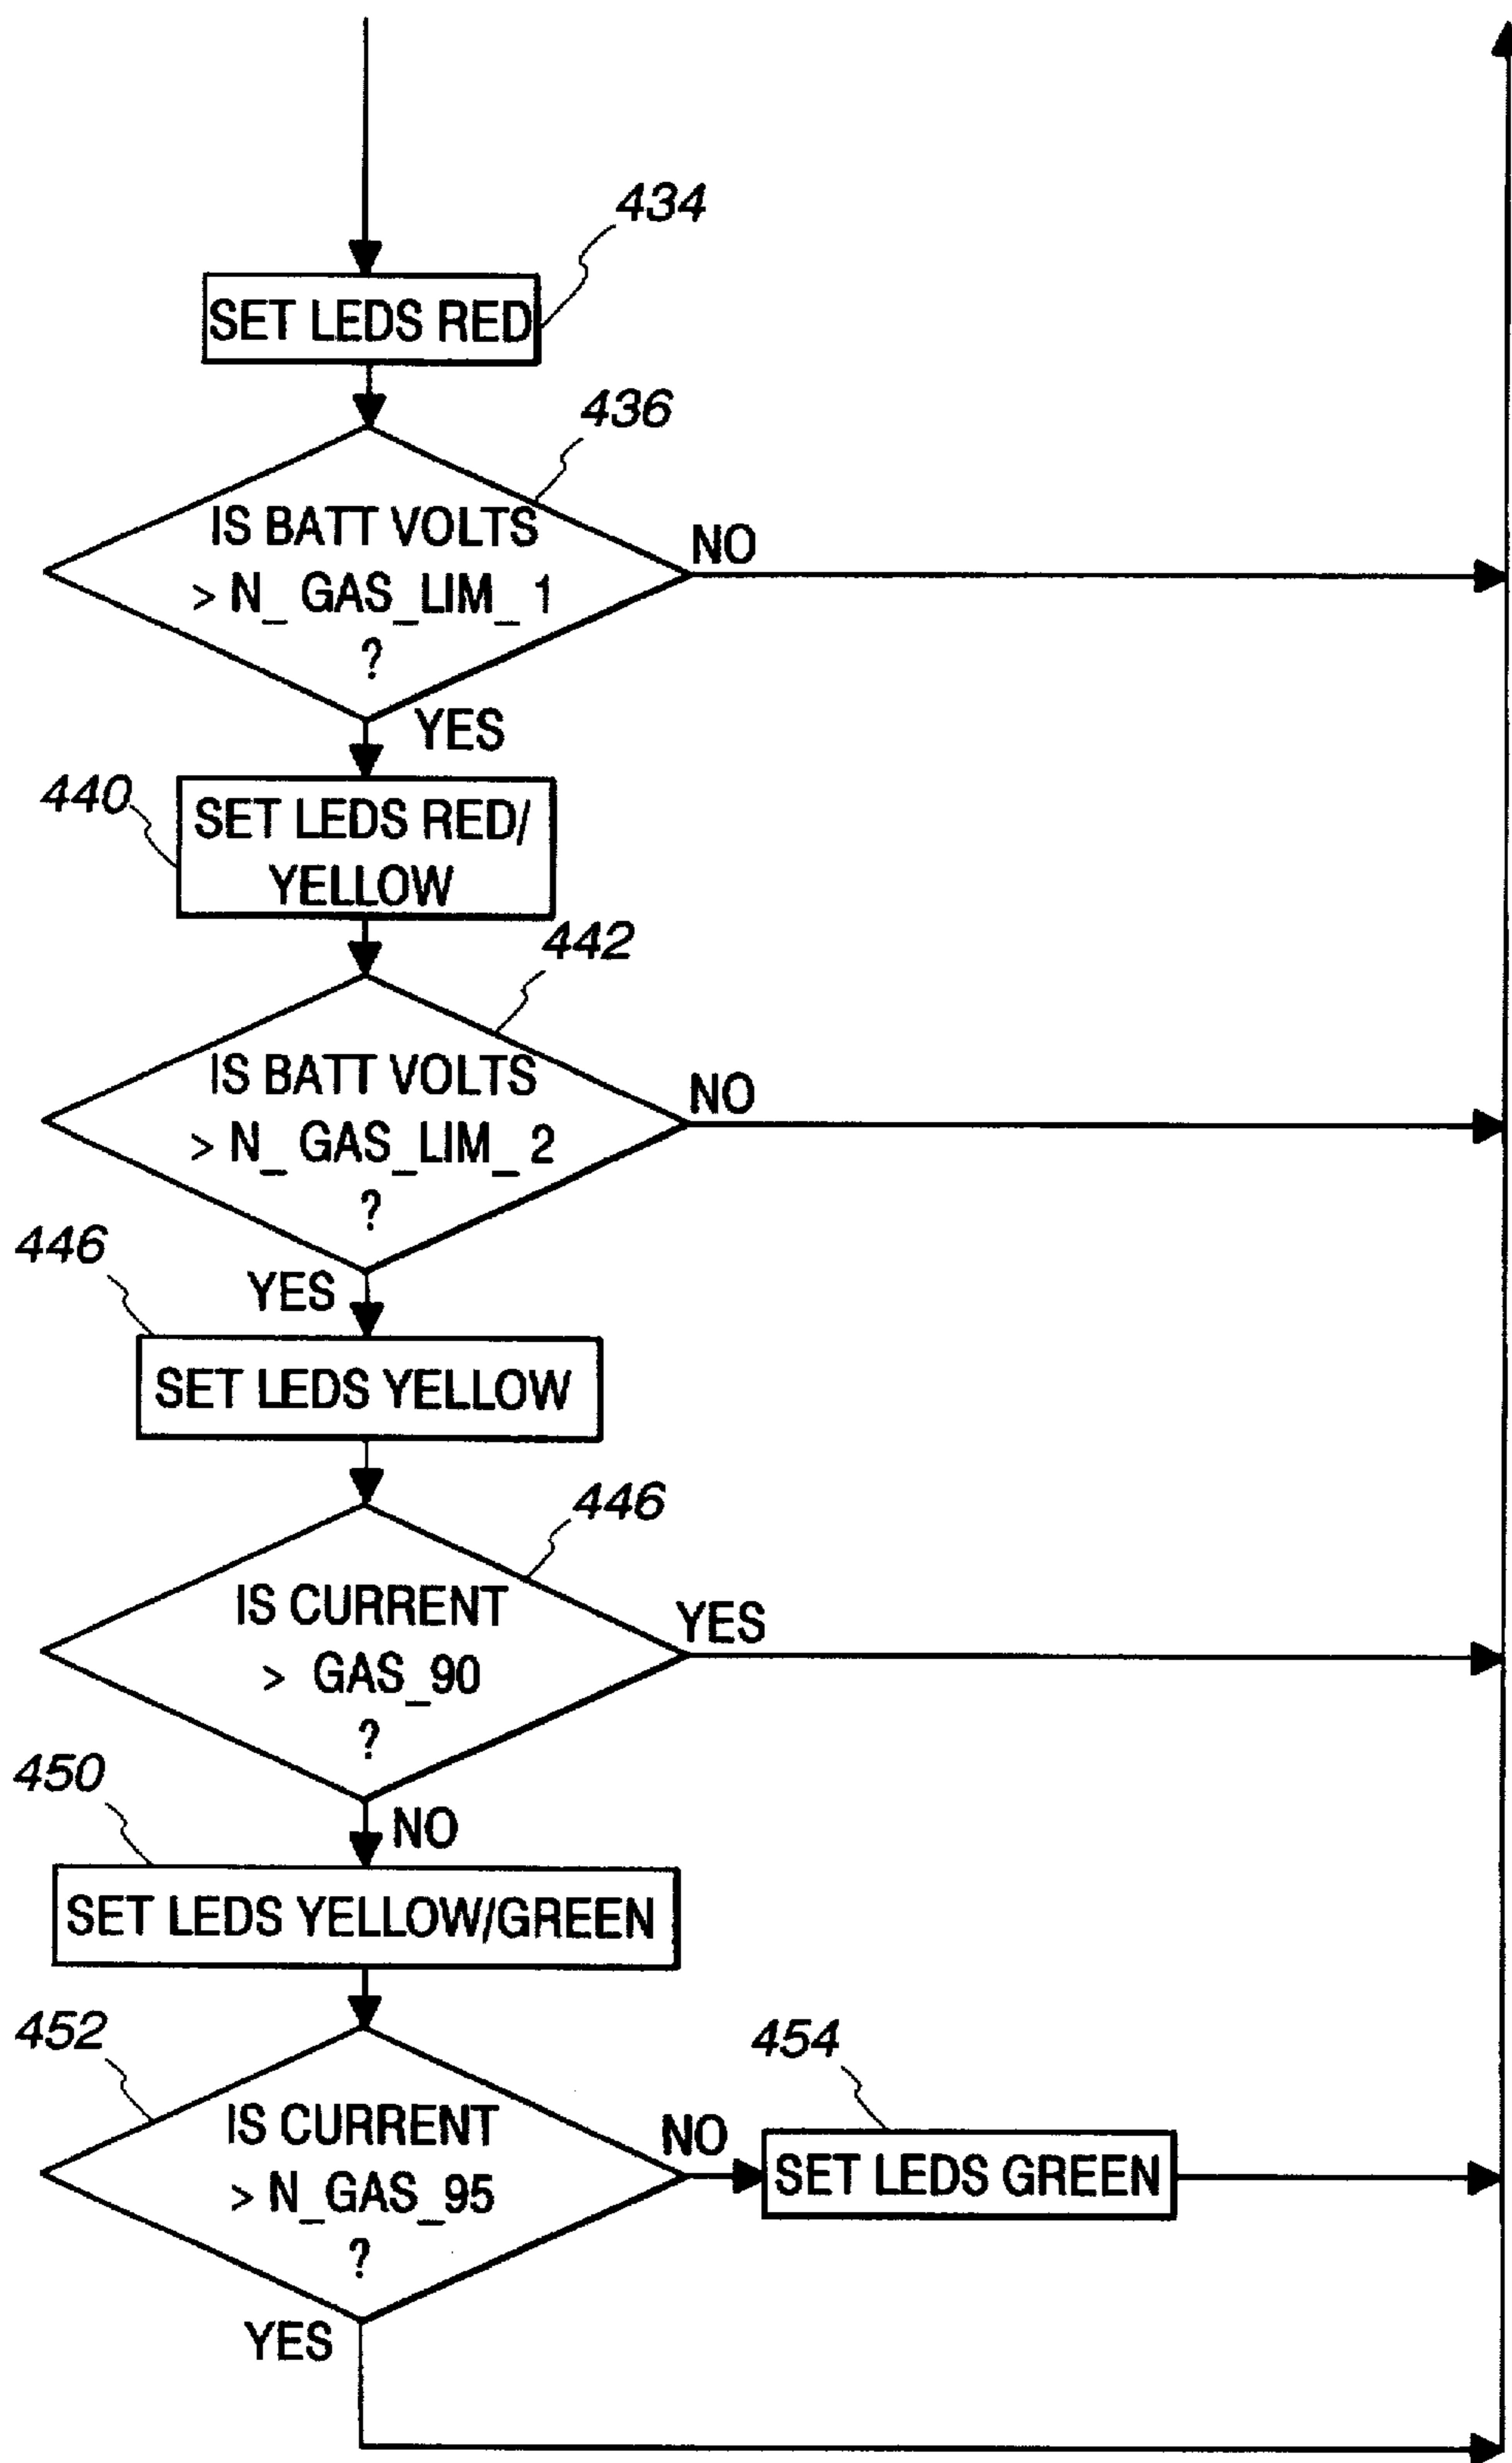 434
SET LEDS RED
436
IS BATT VOLTS
> N_ GAS_LIM_ 1
?
NO
YES
440
SET LEDS RED/
YELLOW
442
IS BATT VOLTS
> N_ GAS_LIM_ 2
?
NO
YES
446
SET LEDS YELLOW
446
IS CURRENT
> GAS_90
?
YES
NO
450
SET LEDS YELLOW/GREEN
452
IS CURRENT
> N_GAS_95
?
NO
454
SET LEDS GREEN
YES